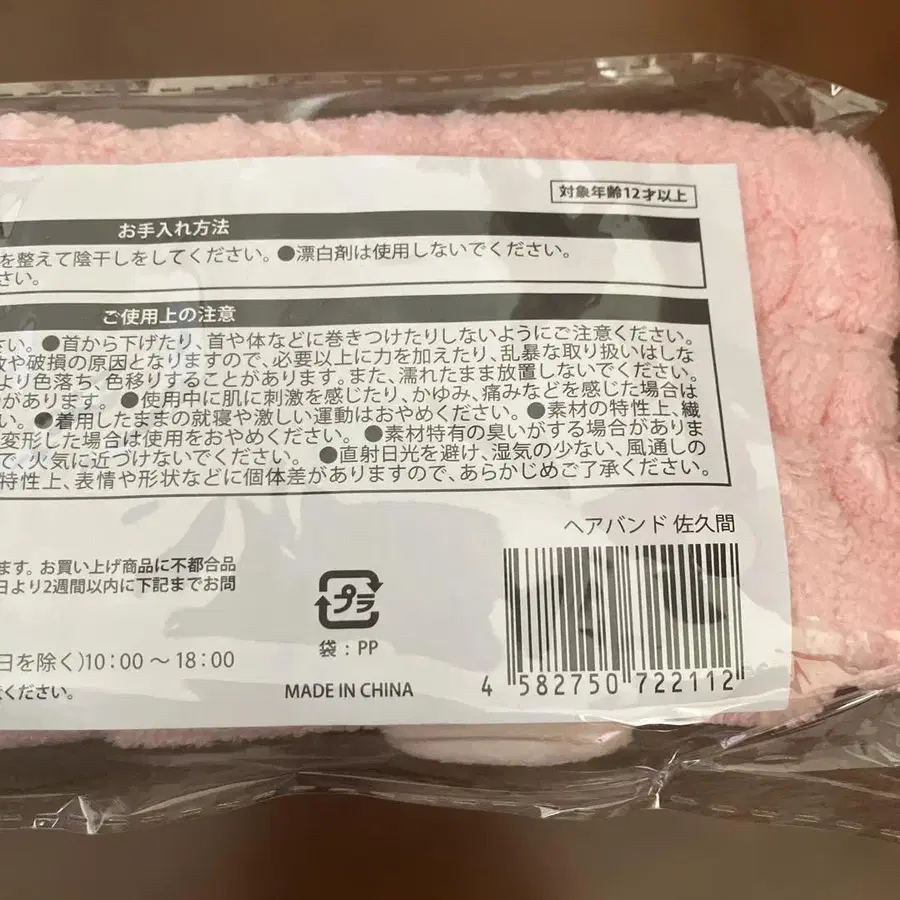 対象年齢12才以上
お手入れ方法
を整えて陰干しをしてください。●漂白剤は使用しないでください。
さい。
ご使用上の注意
さい。●首から下げたり、首や体などに巻きつけたりしないようにご注意ください。
や破損の原因となりますので、必要以上に力を加えたり、乱暴な取り扱いはしな
より色落ち、色移りすることがあります。また、濡れたまま放置しないでください。
があります。●使用中に肌に刺激を感じたり、かゆみ、痛みなどを感じた場合は
い。●着用したままの就寝や激しい運動はおやめください。●素材の特性上、繊
変形した場合は使用をおやめください。●素材特有の臭いがする場合がありま
で、火気に近づけないでください。●直射日光を避け、湿気の少ない、風通しの
特性上、表情や形状などに個体差がありますので、あらかじめご了承ください。
ヘアバンド 佐久間
ます。お買い上げ商品に不都合品
日より2週間以内に下記までお問
プラ
袋：PP
日を除く)10：00 ～ 18：00
ください。
MADE IN CHINA
4 582750 722112